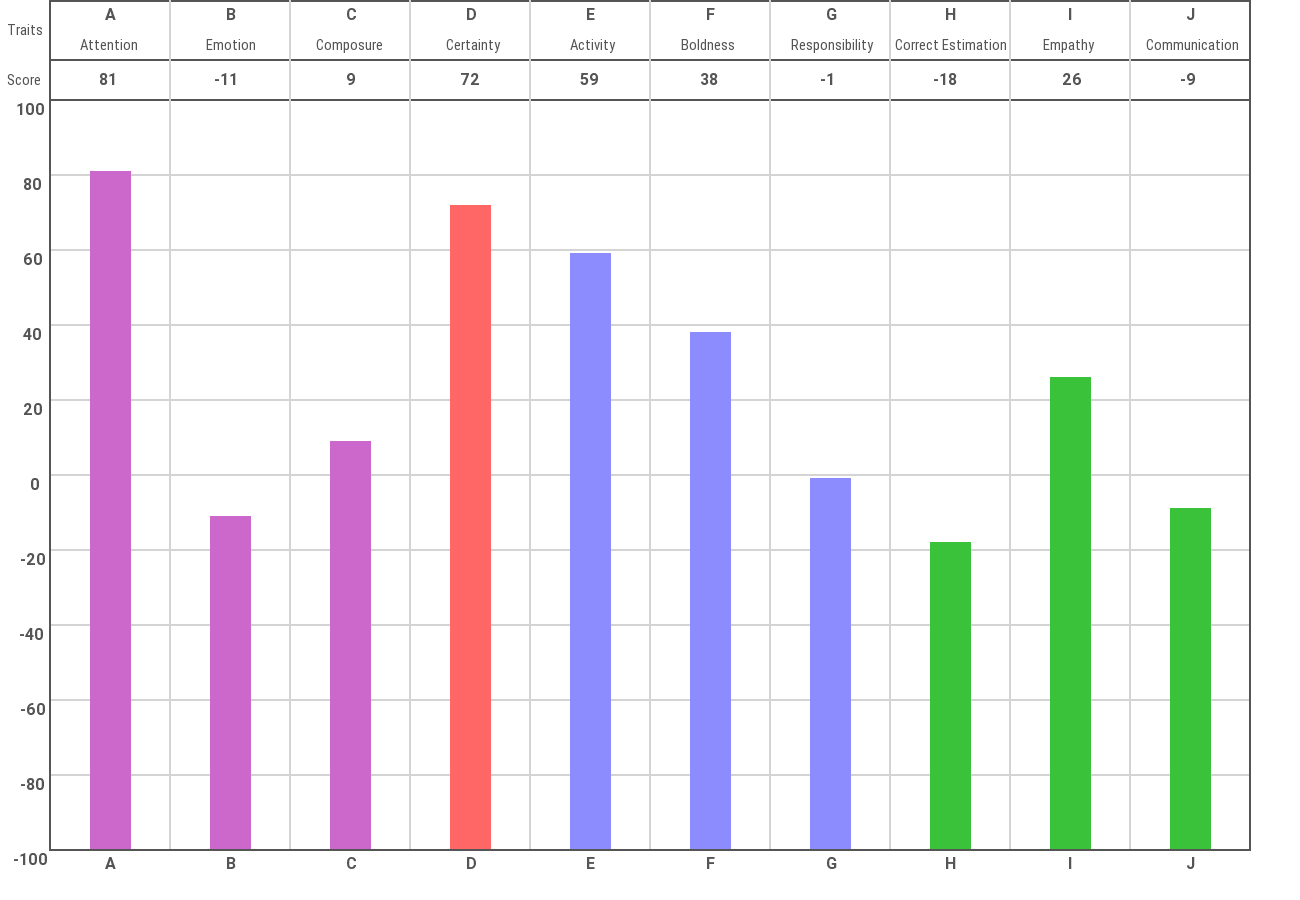 Traits
A B C D E F G H I J
Attention Emotion Composure Certainty Activity Boldness Responsibility Correct Estimation Empathy Communication
Score 81 -11 9 72 59 38 -1 -18 26 -9
100
80
60
40
20
0
-20
-40
-60
-80
-100
A B C D E F G H I J